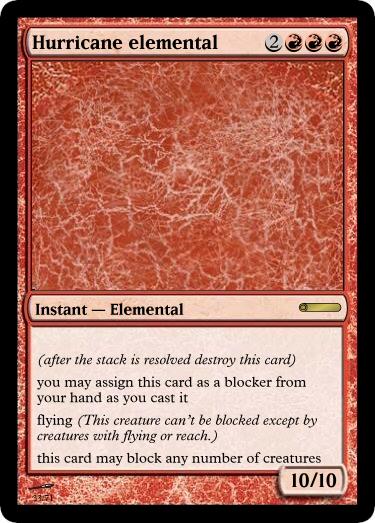 Hurricane elemental 2
Instant — Elemental
(after the stack is resolved destroy this card)
you may assign this card as a blocker from
your hand as you cast it
flying (This creature can't be blocked except by
creatures with flying or reach.)
this card may block any number of creatures
10/10